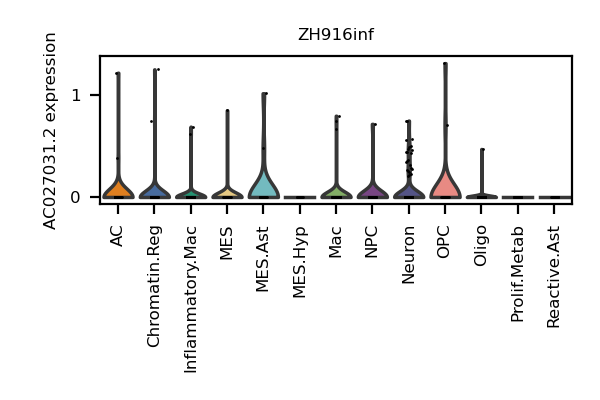 ZH916inf
AC027031.2 expression
1
0
AC
Chromatin.Reg
Inflammatory.Mac
MES
MES.Ast
MES.Hyp
Mac
NPC
Neuron
OPC
Oligo
Prolif.Metab
Reactive.Ast